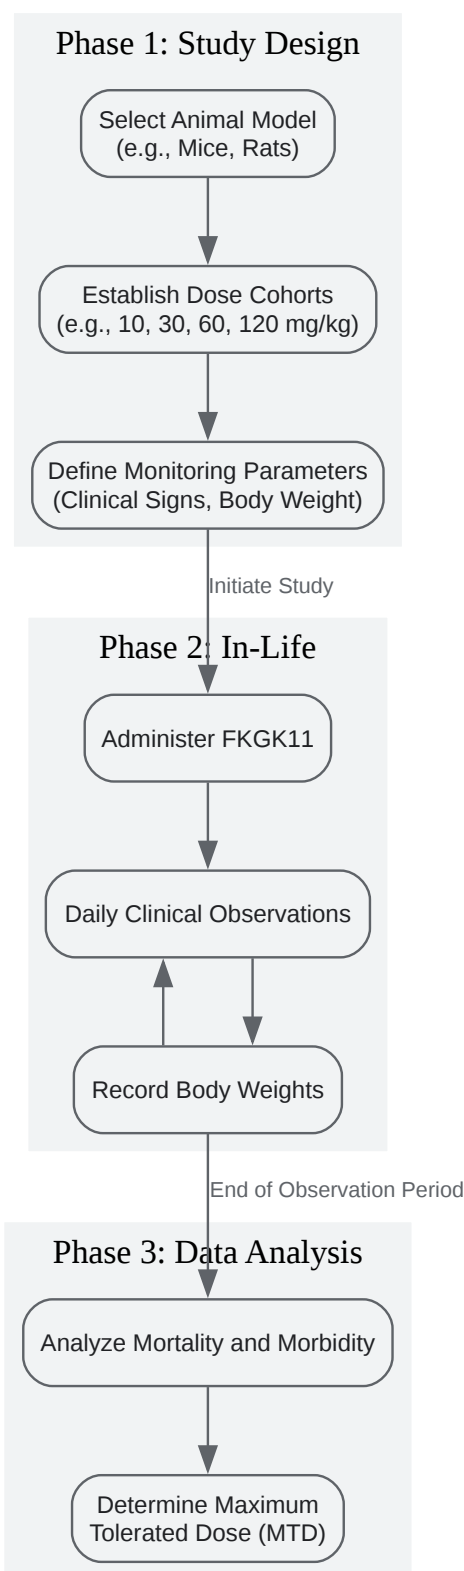 Phase 1: Study Design
Select Animal Model
(e.g., Mice, Rats)
Establish Dose Cohorts
(e.g., 10, 30, 60, 120 mg/kg)
Define Monitoring Parameters
(Clinical Signs, Body Weight)
Initiate Study
Phase 2: In-Life
Administer FKGK11
Daily Clinical Observations
Record Body Weights
End of Observation Period
Phase 3: Data Analysis
Analyze Mortality and Morbidity
Determine Maximum
Tolerated Dose (MTD)